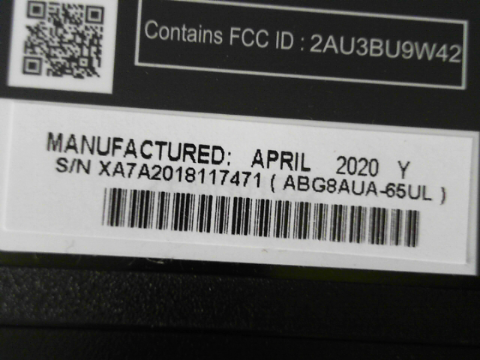 Contains FCC ID : 2AU3BU9W42
MANUFACTURED: APRIL 2020 Y
S/N XA7A2018117471 ( ABG8AUA-65UL )